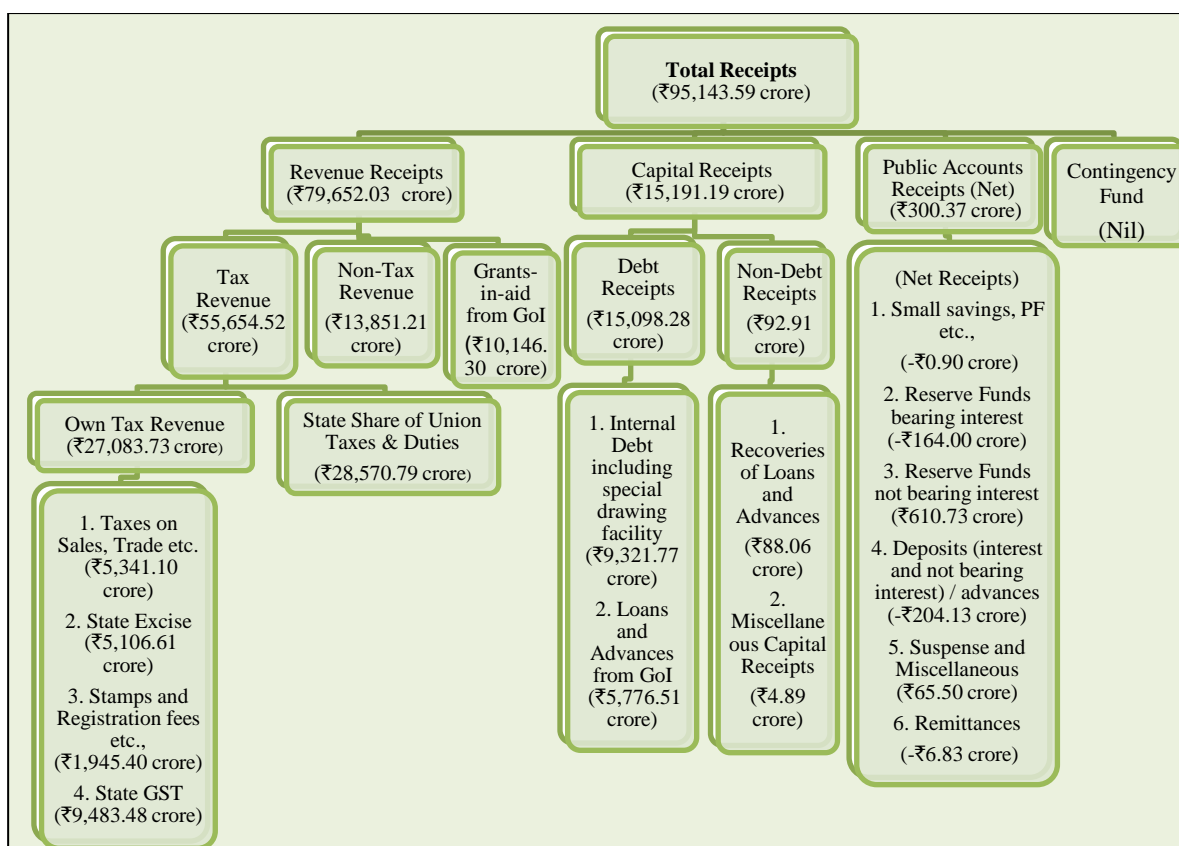 Total Receipts
(₹95,143.59 crore)
Revenue Receipts
(₹79,652.03 crore)
Capital Receipts
(₹15,191.19 crore)
Public Accounts
Receipts (Net)
(₹300.37 crore)
Contingency
Fund
(Nil)
Tax
Revenue
(₹55,654.52
crore)
Non-Tax
Revenue
(₹13,851.21
crore)
Grants-
in-aid
from GoI
(₹10,146.
30 crore)
Debt
Receipts
(₹15,098.28
crore)
Non-Debt
Receipts
(₹92.91
crore)
(Net Receipts)
1. Small savings, PF
etc.,
(-₹0.90 crore)
2. Reserve Funds
bearing interest
(-₹164.00 crore)
3. Reserve Funds
not bearing interest
(₹610.73 crore)
4. Deposits (interest
and not bearing
interest) / advances
(-₹204.13 crore)
5. Suspense and
Miscellaneous
(₹65.50 crore)
6. Remittances
(-₹6.83 crore)
Own Tax Revenue
(₹27,083.73 crore)
State Share of Union
Taxes & Duties
(₹28,570.79 crore)
1. Taxes on
Sales, Trade etc.
(₹5,341.10
crore)
2. State Excise
(₹5,106.61
crore)
3. Stamps and
Registration fees
etc.,
(₹1,945.40 crore)
4. State GST
(₹9,483.48 crore)
1. Internal
Debt
including
special
drawing
facility
(₹9,321.77
crore)
2. Loans
and
Advances
from GoI
(₹5,776.51
crore)
1.
Recoveries
of Loans
and
Advances
(₹88.06
crore)
2.
Miscellane
ous Capital
Receipts
(₹4.89
crore)